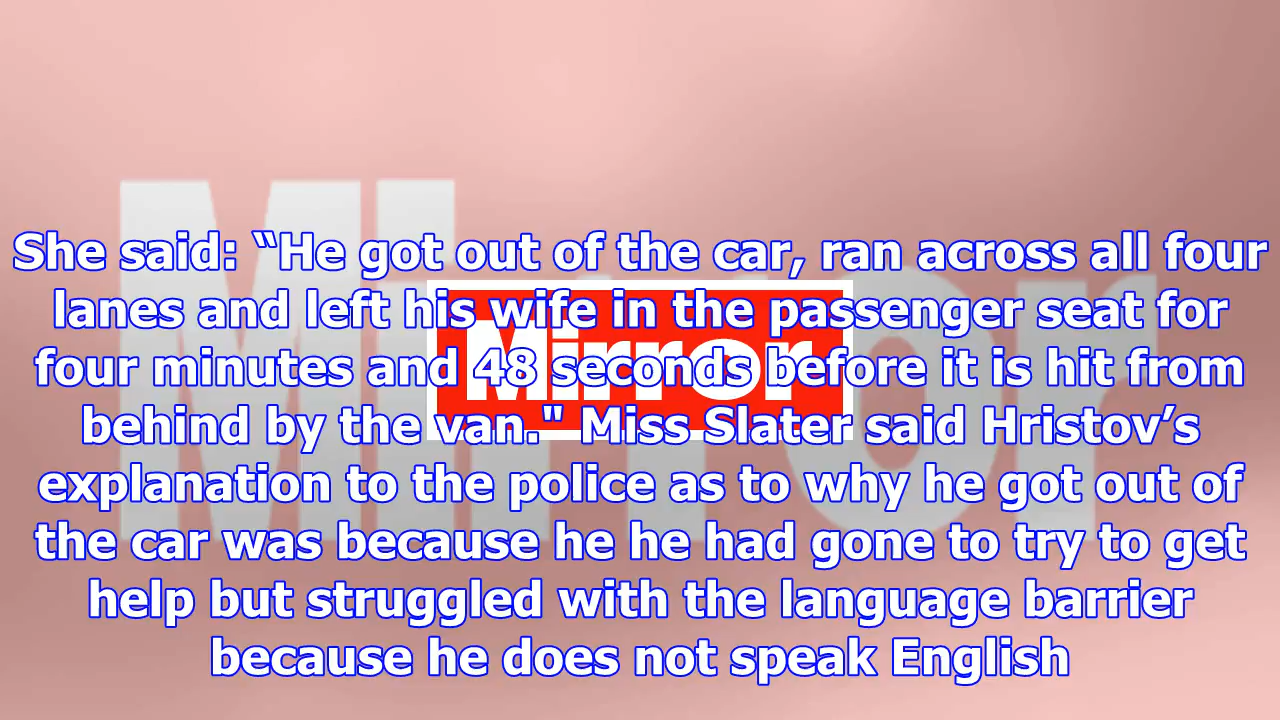 She said: “He got out of the car, ran across all four
lanes and left his wife in the passenger seat for
four minutes and 48 seconds before it is hit from
behind by the van." Miss Slater said Hristov’s
explanation to the police as to why he got out of
the car was because he he had gone to try to get
help but struggled with the language barrier
because he does not speak English
Mirror
Mirror